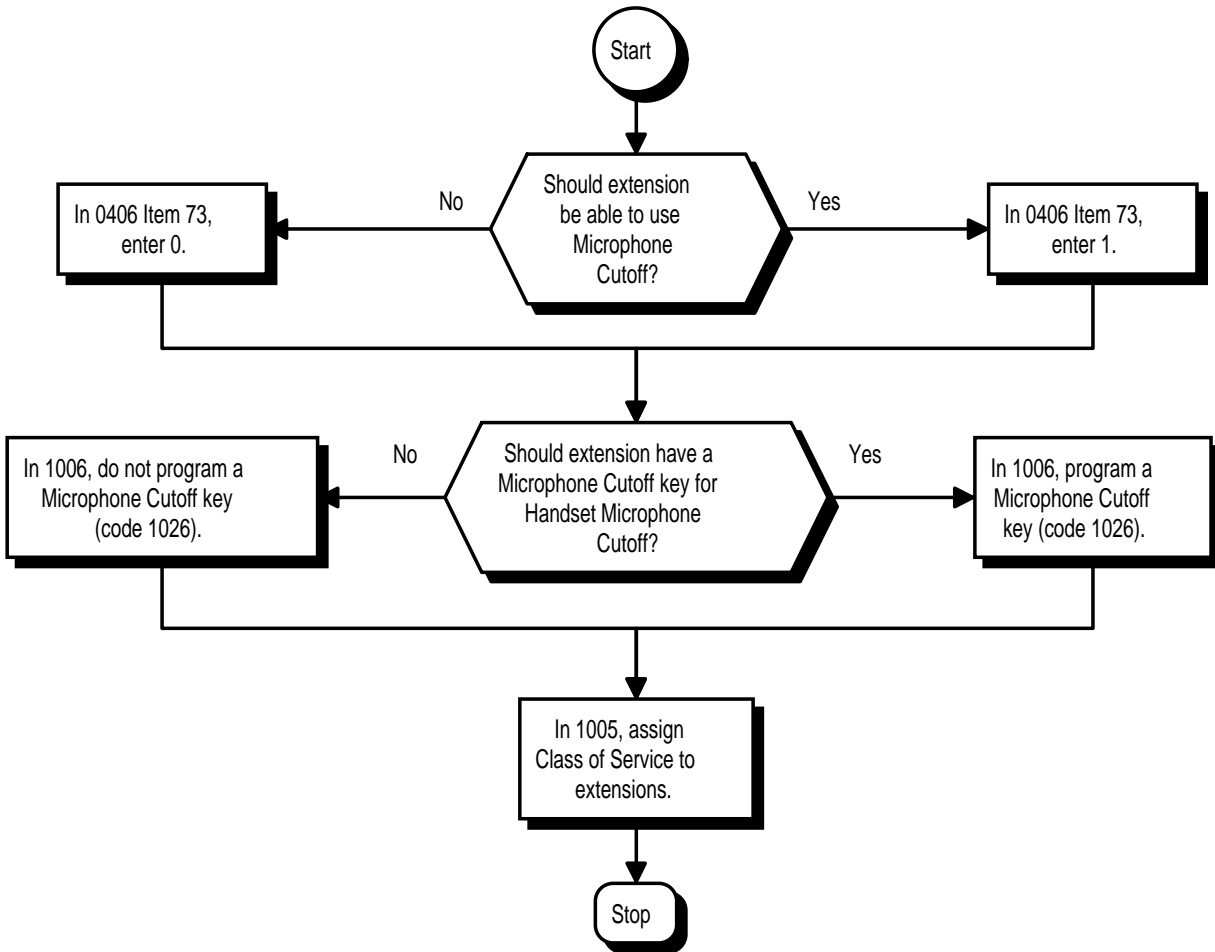 Start
Should extension
be able to use
Microphone
Cutoff?
No
Yes
In 0406 Item 73,
enter 0.
In 0406 Item 73,
enter 1.
Should extension have a
Microphone Cutoff key for
Handset Microphone
Cutoff?
No
Yes
In 1006, do not program a
Microphone Cutoff key
(code 1026).
In 1006, program a
Microphone Cutoff
key (code 1026).
In 1005, assign
Class of Service to
extensions.
Stop